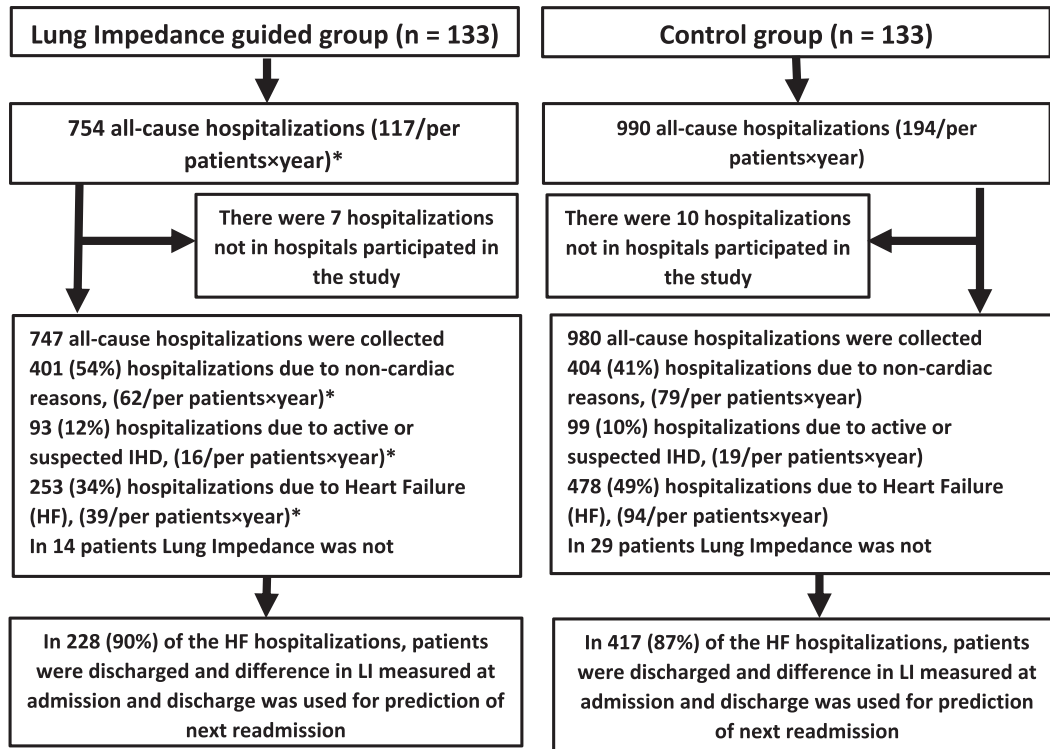 Lung Impedance guided group (n = 133)
754 all-cause hospitalizations (117/per
patients×year)*
There were 7 hospitalizations
not in hospitals participated in
the study
747 all-cause hospitalizations were collected
401 (54%) hospitalizations due to non-cardiac
reasons, (62/per patients×year)*
93 (12%) hospitalizations due to active or
suspected IHD, (16/per patients×year)*
253 (34%) hospitalizations due to Heart Failure
(HF), (39/per patients×year)*
In 14 patients Lung Impedance was not
In 228 (90%) of the HF hospitalizations, patients
were discharged and difference in LI measured at
admission and discharge was used for prediction of
next readmission
Control group (n = 133)
990 all-cause hospitalizations (194/per
patients×year)
There were 10 hospitalizations
not in hospitals participated in
the study
980 all-cause hospitalizations were collected
404 (41%) hospitalizations due to non-cardiac
reasons, (79/per patients×year)
99 (10%) hospitalizations due to active or
suspected IHD, (19/per patients×year)
478 (49%) hospitalizations due to Heart Failure
(HF), (94/per patients×year)
In 29 patients Lung Impedance was not
In 417 (87%) of the HF hospitalizations, patients
were discharged and difference in LI measured at
admission and discharge was used for prediction
of next readmission